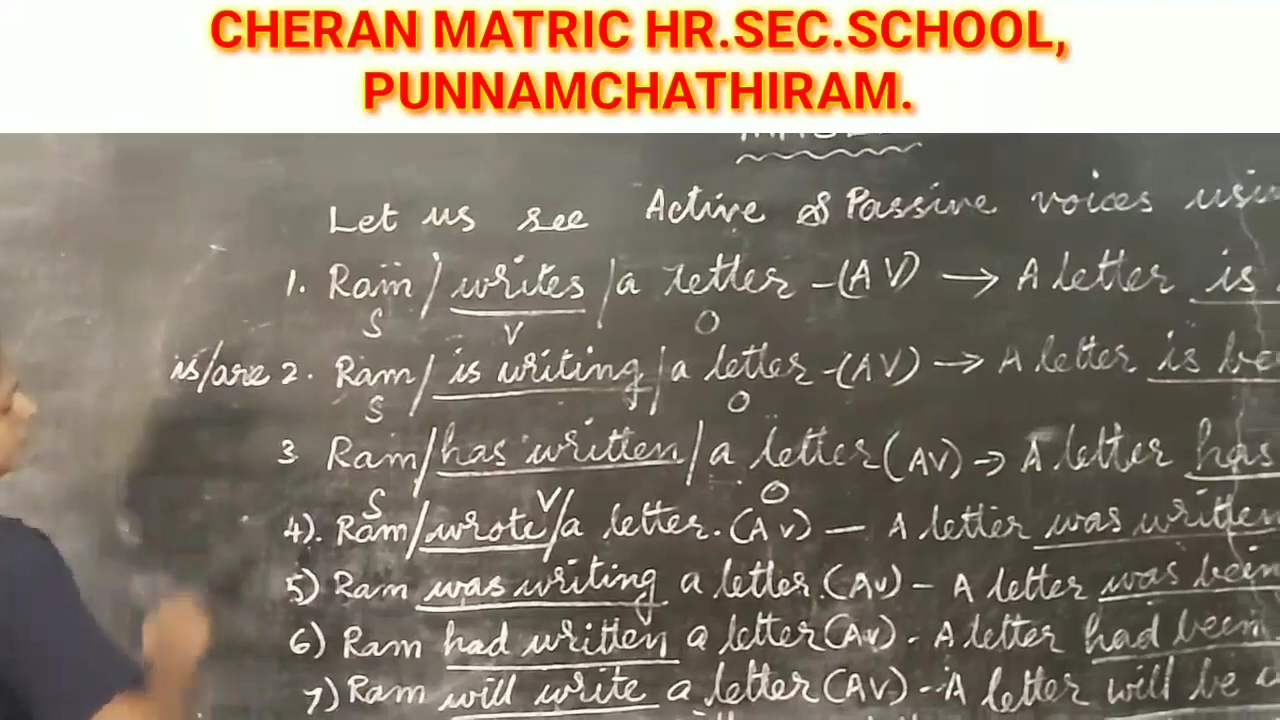 CHERAN MATRIC HR.SEC.SCHOOL,
PUNNAMCHATHIRAM.
Let us see Active & Passive voices
1. Ram / writes / a letter - (AV) → A letter is
S V O
is/are 2. Ram / is writing / a letter - (AV) → A letter is be
S O
3 Ram / has written / a letter (AV) → A letter has
S V O
4). Ram / wrote / a letter. (Av) — A letter was written
5) Ram was writing a letter. (Av) - A letter was been
6) Ram had written a letter (Av) - A letter had been
7) Ram will write a letter (AV) - A letter will be